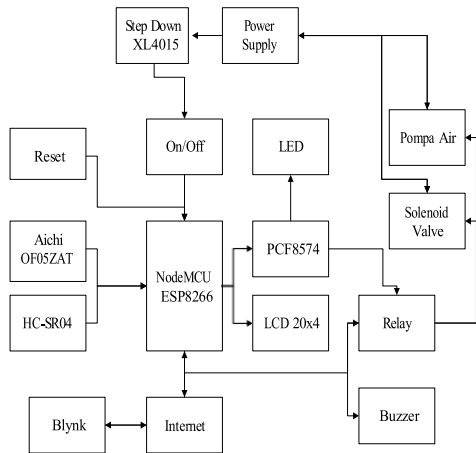 Step Down
XL4015
Power
Supply
On/Off
LED
Pompa Air
Reset
Solenoid
Valve
Aichi
OF05ZAT
NodeMCU
ESP8266
PCF8574
HC-SR04
LCD 20x4
Relay
Blynk
Internet
Buzzer